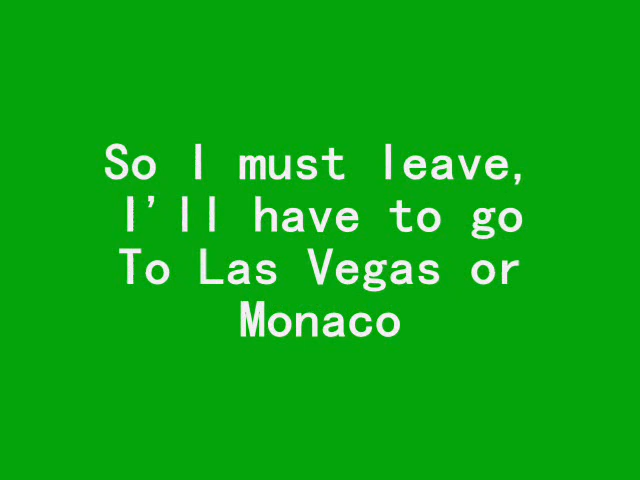 So I must leave,
I'll have to go
To Las Vegas or
Monaco